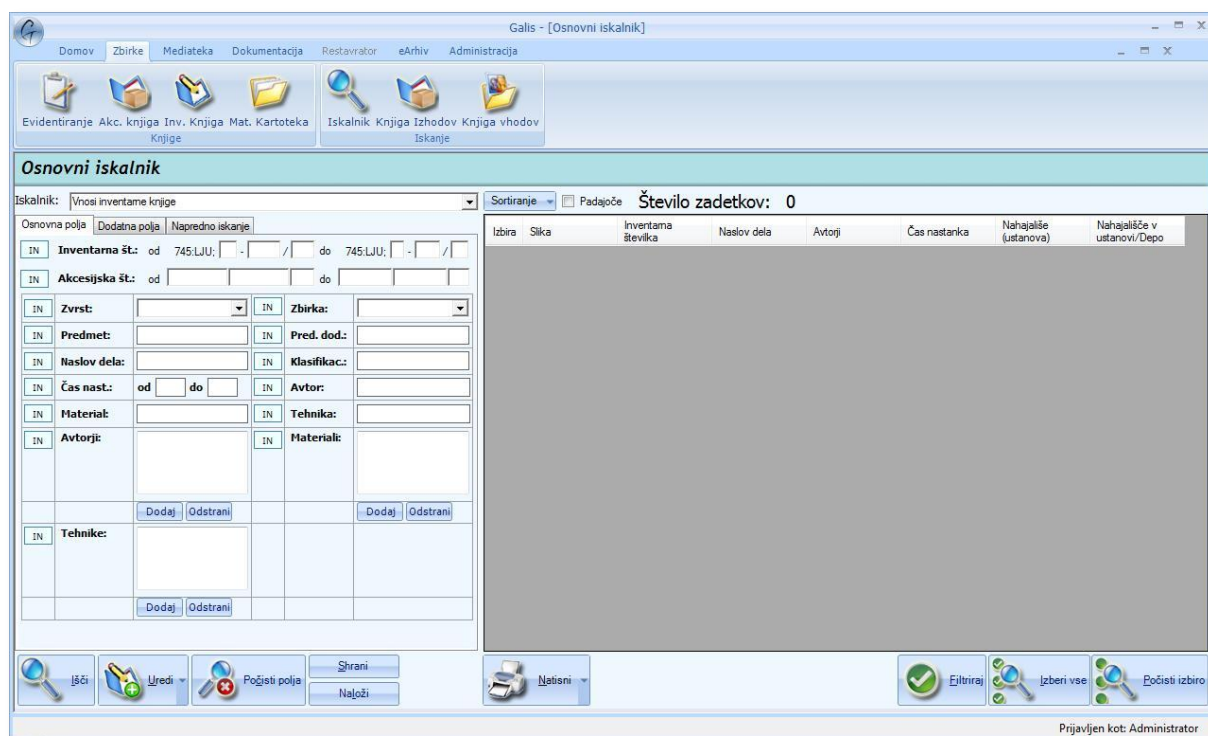 Galis - [Osnovni iskalnik]
Domov Zbirke Mediateka Dokumentacija Restavrator eArhiv Administracija
Evidentiranje Akc. knjiga Inv. Knjiga Mat. Kartoteka Iskalnik Knjiga Izhodov Knjiga vhodov
Knjige Iskanje
Osnovni iskalnik
Iskalnik: Vnosi inventarne knjige Sortiranje Padajoče Število zadetkov: 0
Osnovna polja Dodatna polja Napredno iskanje
Izbira Slika Inventarna številka Naslov dela Avtorji Čas nastanka Nahajališe (ustanova) Nahajališče v ustanovi/Depo
IN Inventarna št.: od 745:LJU; - / do 745:LJU; - /
IN Akcesijska št.: od do
IN Zvrst: IN Zbirka:
IN Predmet: IN Pred. dod.:
IN Naslov dela: IN Klasifikac.:
IN Čas nast.: od do IN Avtor:
IN Material: IN Tehnika:
IN Avtorji: IN Materiali:
Dodaj Odstrani Dodaj Odstrani
IN Tehnike:
Dodaj Odstrani
Išči Uredi Počisti polja Shrani Naloži Natisni Filtriraj Izberi vse Počisti izbiro
Prijavljen kot: Administrator